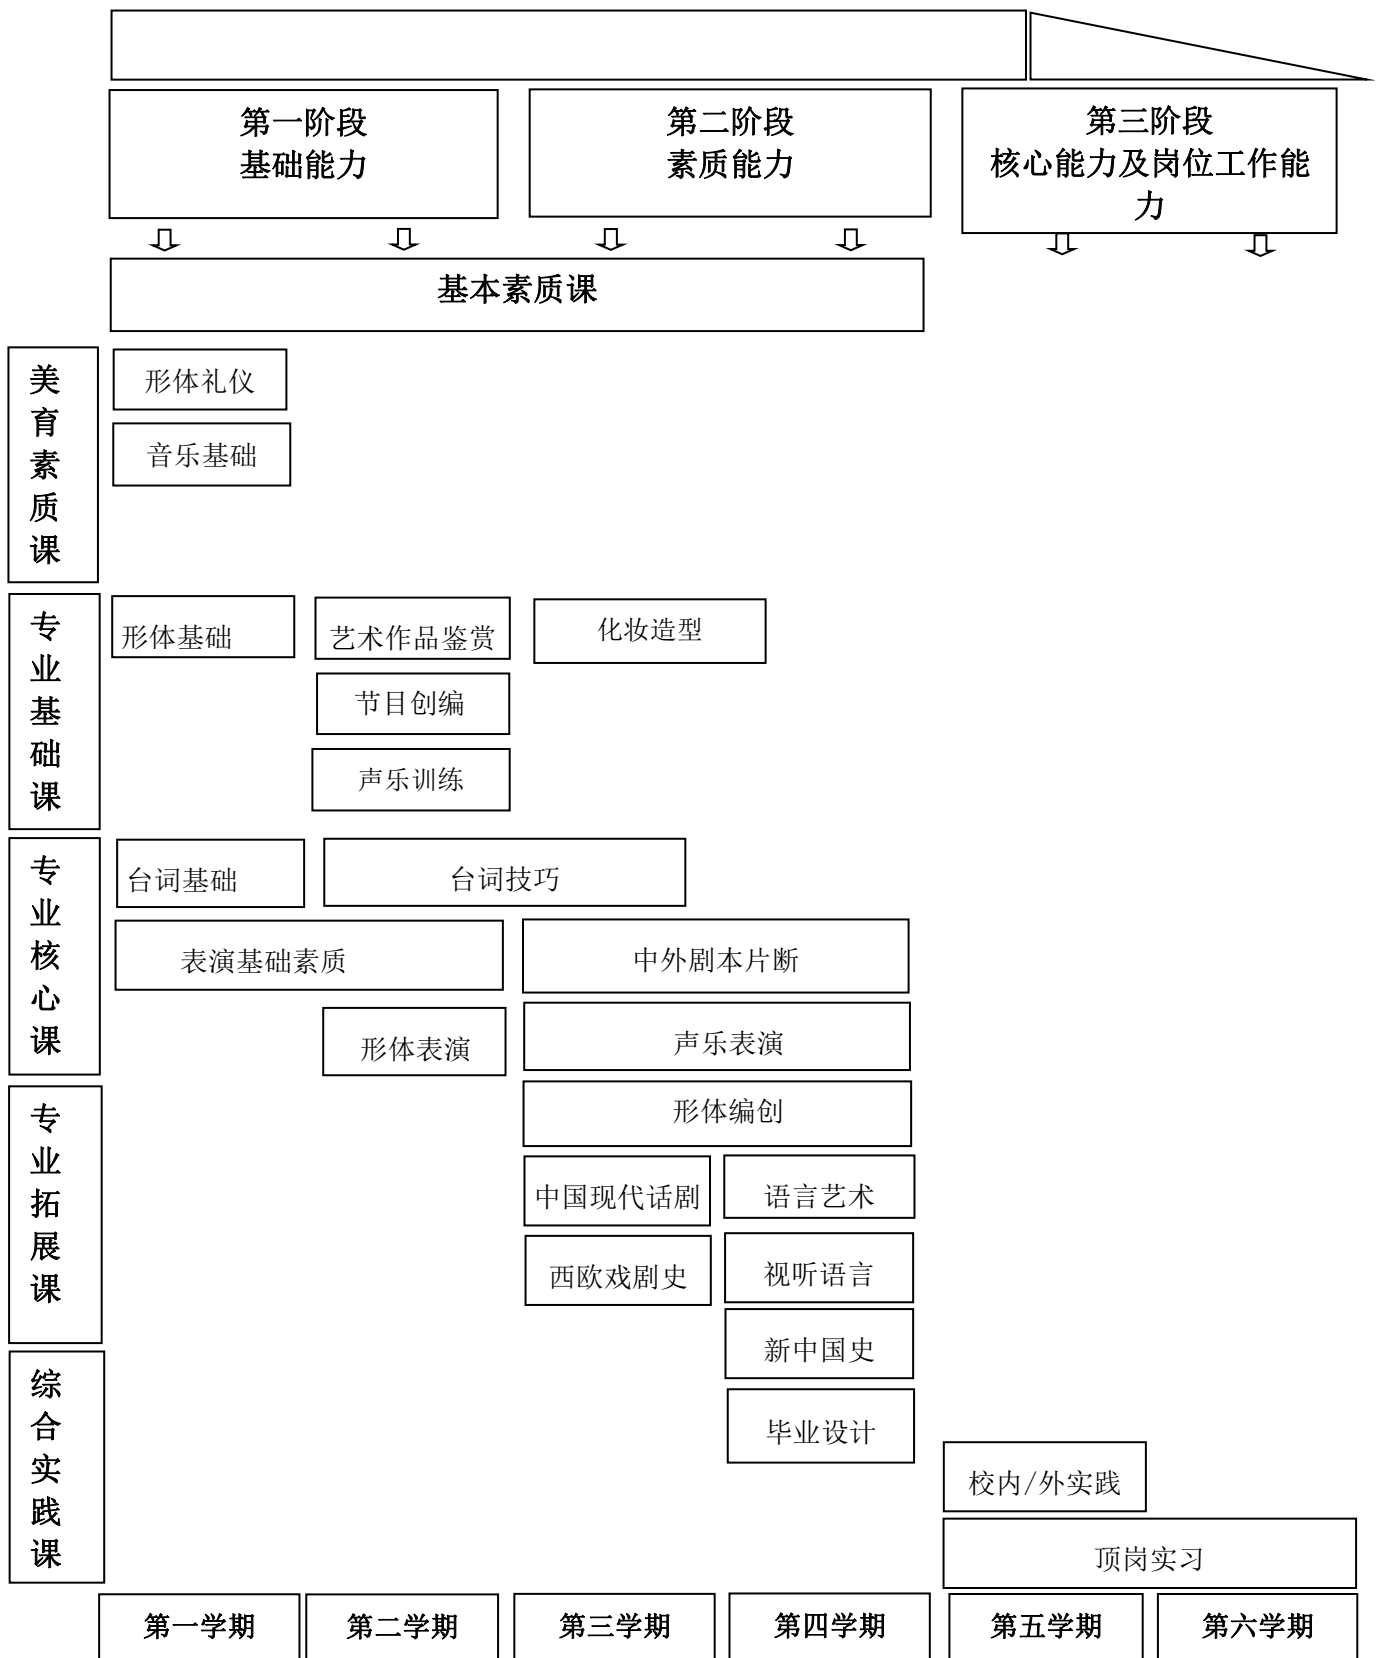 第一阶段
基础能力
第二阶段
素质能力
第三阶段
核心能力及岗位工作能
力
基本素质课
美
育
素
质
课
形体礼仪
音乐基础
专
业
基
础
课
形体基础
艺术作品鉴赏
化妆造型
节目创编
声乐训练
专
业
核
心
课
台词基础
台词技巧
表演基础素质
中外剧本片断
形体表演
声乐表演
形体编创
专
业
拓
展
课
中国现代话剧
语言艺术
西欧戏剧史
视听语言
新中国史
综
合
实
践
课
毕业设计
校内/外实践
顶岗实习
第一学期
第二学期
第三学期
第四学期
第五学期
第六学期